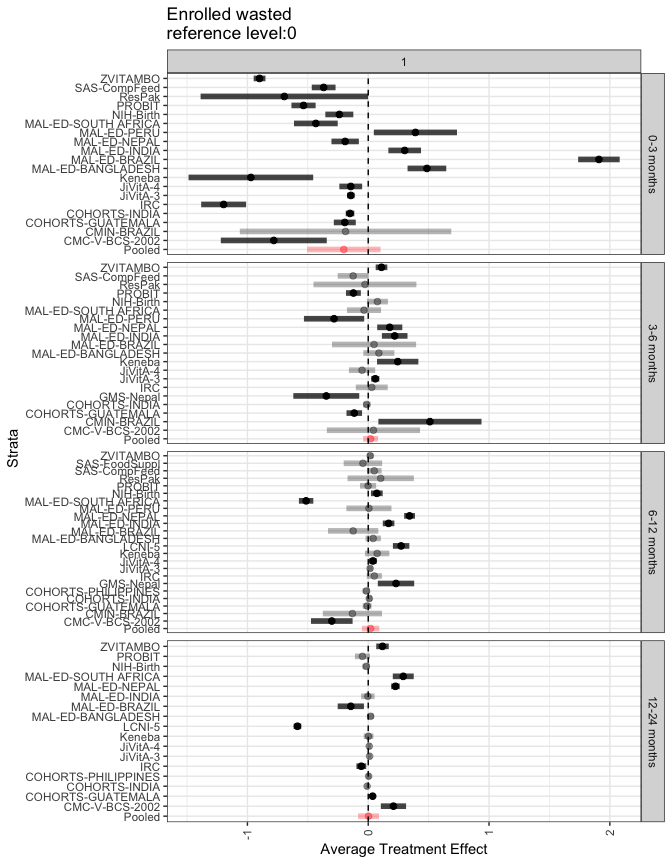 Enrolled wasted
reference level:0
1
ZVITAMBO
SAS-CompFeed
ResPak
PROBIT
NIH-Birth
MAL-ED-SOUTH AFRICA
MAL-ED-PERU
MAL-ED-NEPAL
MAL-ED-INDIA
MAL-ED-BRAZIL
MAL-ED-BANGLADESH
Keneba
JiVitA-4
JiVitA-3
IRC
COHORTS-INDIA
COHORTS-GUATEMALA
CMIN-BRAZIL
CMC-V-BCS-2002
Pooled
0-3 months
ZVITAMBO
SAS-CompFeed
ResPak
PROBIT
NIH-Birth
MAL-ED-SOUTH AFRICA
MAL-ED-PERU
MAL-ED-NEPAL
MAL-ED-INDIA
MAL-ED-BRAZIL
MAL-ED-BANGLADESH
Keneba
JiVitA-4
JiVitA-3
IRC
GMS-Nepal
COHORTS-INDIA
COHORTS-GUATEMALA
CMIN-BRAZIL
CMC-V-BCS-2002
Pooled
3-6 months
ZVITAMBO
SAS-FoodSuppl
SAS-CompFeed
ResPak
PROBIT
NIH-Birth
MAL-ED-SOUTH AFRICA
MAL-ED-PERU
MAL-ED-NEPAL
MAL-ED-INDIA
MAL-ED-BRAZIL
MAL-ED-BANGLADESH
LCNI-5
Keneba
JiVitA-4
JiVitA-3
IRC
GMS-Nepal
COHORTS-PHILIPPINES
COHORTS-INDIA
COHORTS-GUATEMALA
CMIN-BRAZIL
CMC-V-BCS-2002
Pooled
6-12 months
ZVITAMBO
PROBIT
NIH-Birth
MAL-ED-SOUTH AFRICA
MAL-ED-NEPAL
MAL-ED-INDIA
MAL-ED-BRAZIL
MAL-ED-BANGLADESH
LCNI-5
Keneba
JiVitA-4
JiVitA-3
IRC
COHORTS-PHILIPPINES
COHORTS-INDIA
COHORTS-GUATEMALA
CMC-V-BCS-2002
Pooled
12-24 months
Strata
-1
0
1
2
Average Treatment Effect